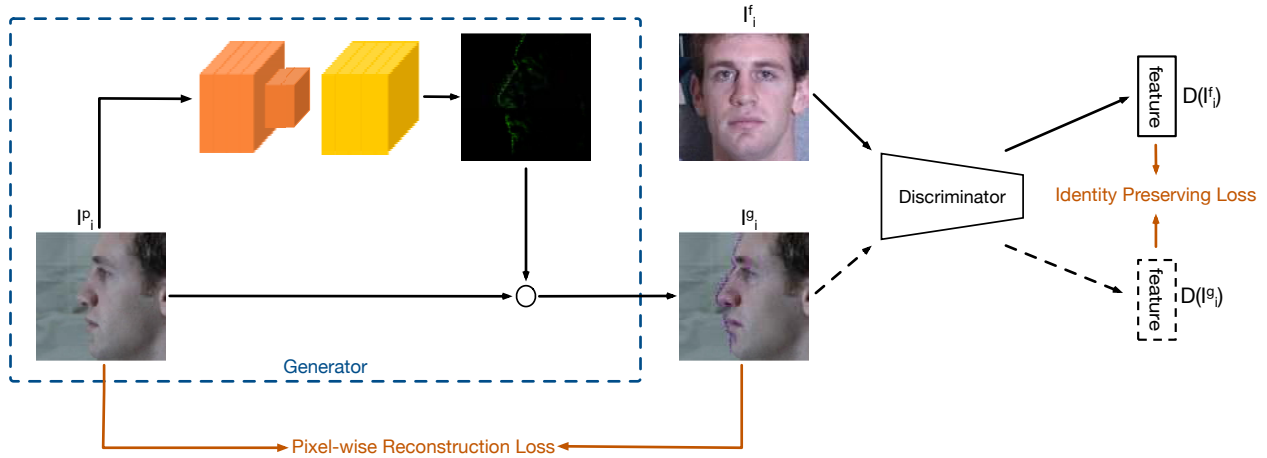 I^f_i
feature
D(I^f_i)
Discriminator
Identity Preserving Loss
I^p_i
I^g_i
feature
D(I^g_i)
Generator
Pixel-wise Reconstruction Loss